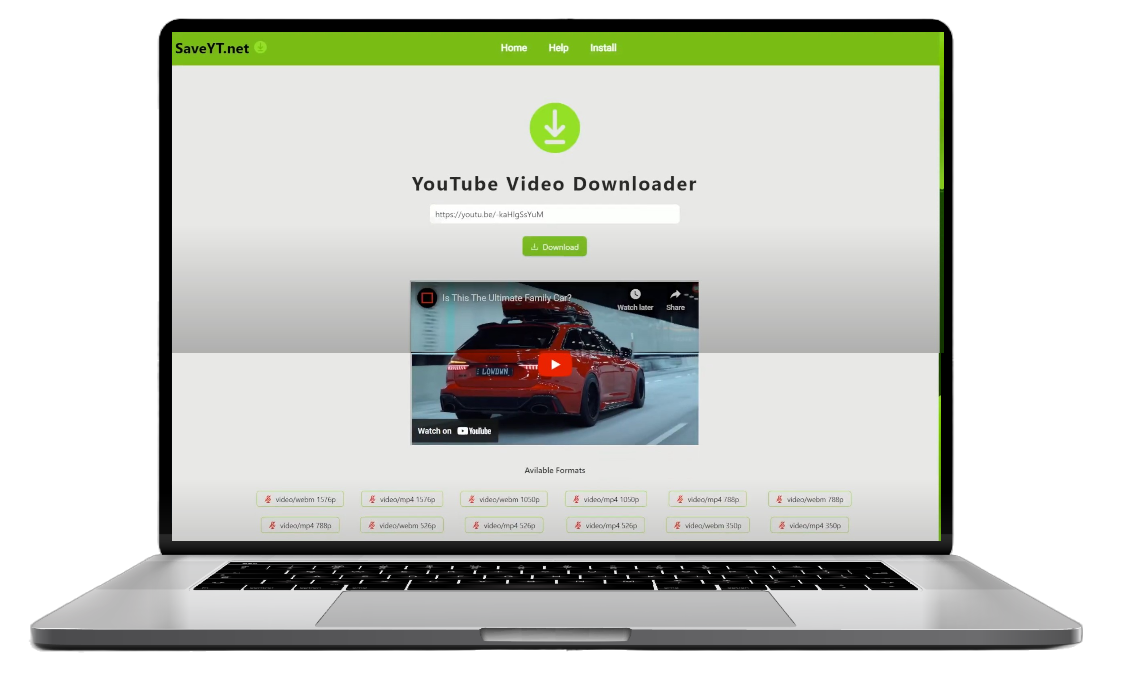 SaveYT.net
Home Help Install
YouTube Video Downloader
https://youtu.be/-kaHIgSsYuM
Download
Is This The Ultimate Family Car?
Watch later Share
LOWDWN
Watch on YouTube
Avilable Formats
video/webm 1576p video/mp4 1576p video/webm 1050p video/mp4 1050p video/mp4 788p video/webm 788p
video/mp4 788p video/webm 526p video/mp4 526p video/mp4 526p video/webm 350p video/mp4 350p